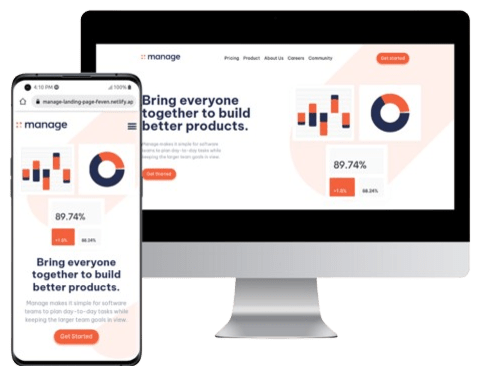 manage
Pricing Product About Us Careers Community
Get started
Bring everyone
together to build
better products.
Manage makes it simple for software
teams to plan day-to-day tasks while
keeping the larger team goals in view.
Get Started
89.74%
+1.6%
88.24%
4:10 PM
100%
manage-landing-page-feven.netlify.ap
manage
89.74%
+1.6%
88.24%
Bring everyone
together to build
better products.
Manage makes it simple for software
teams to plan day-to-day tasks while
keeping the larger team goals in view.
Get Started